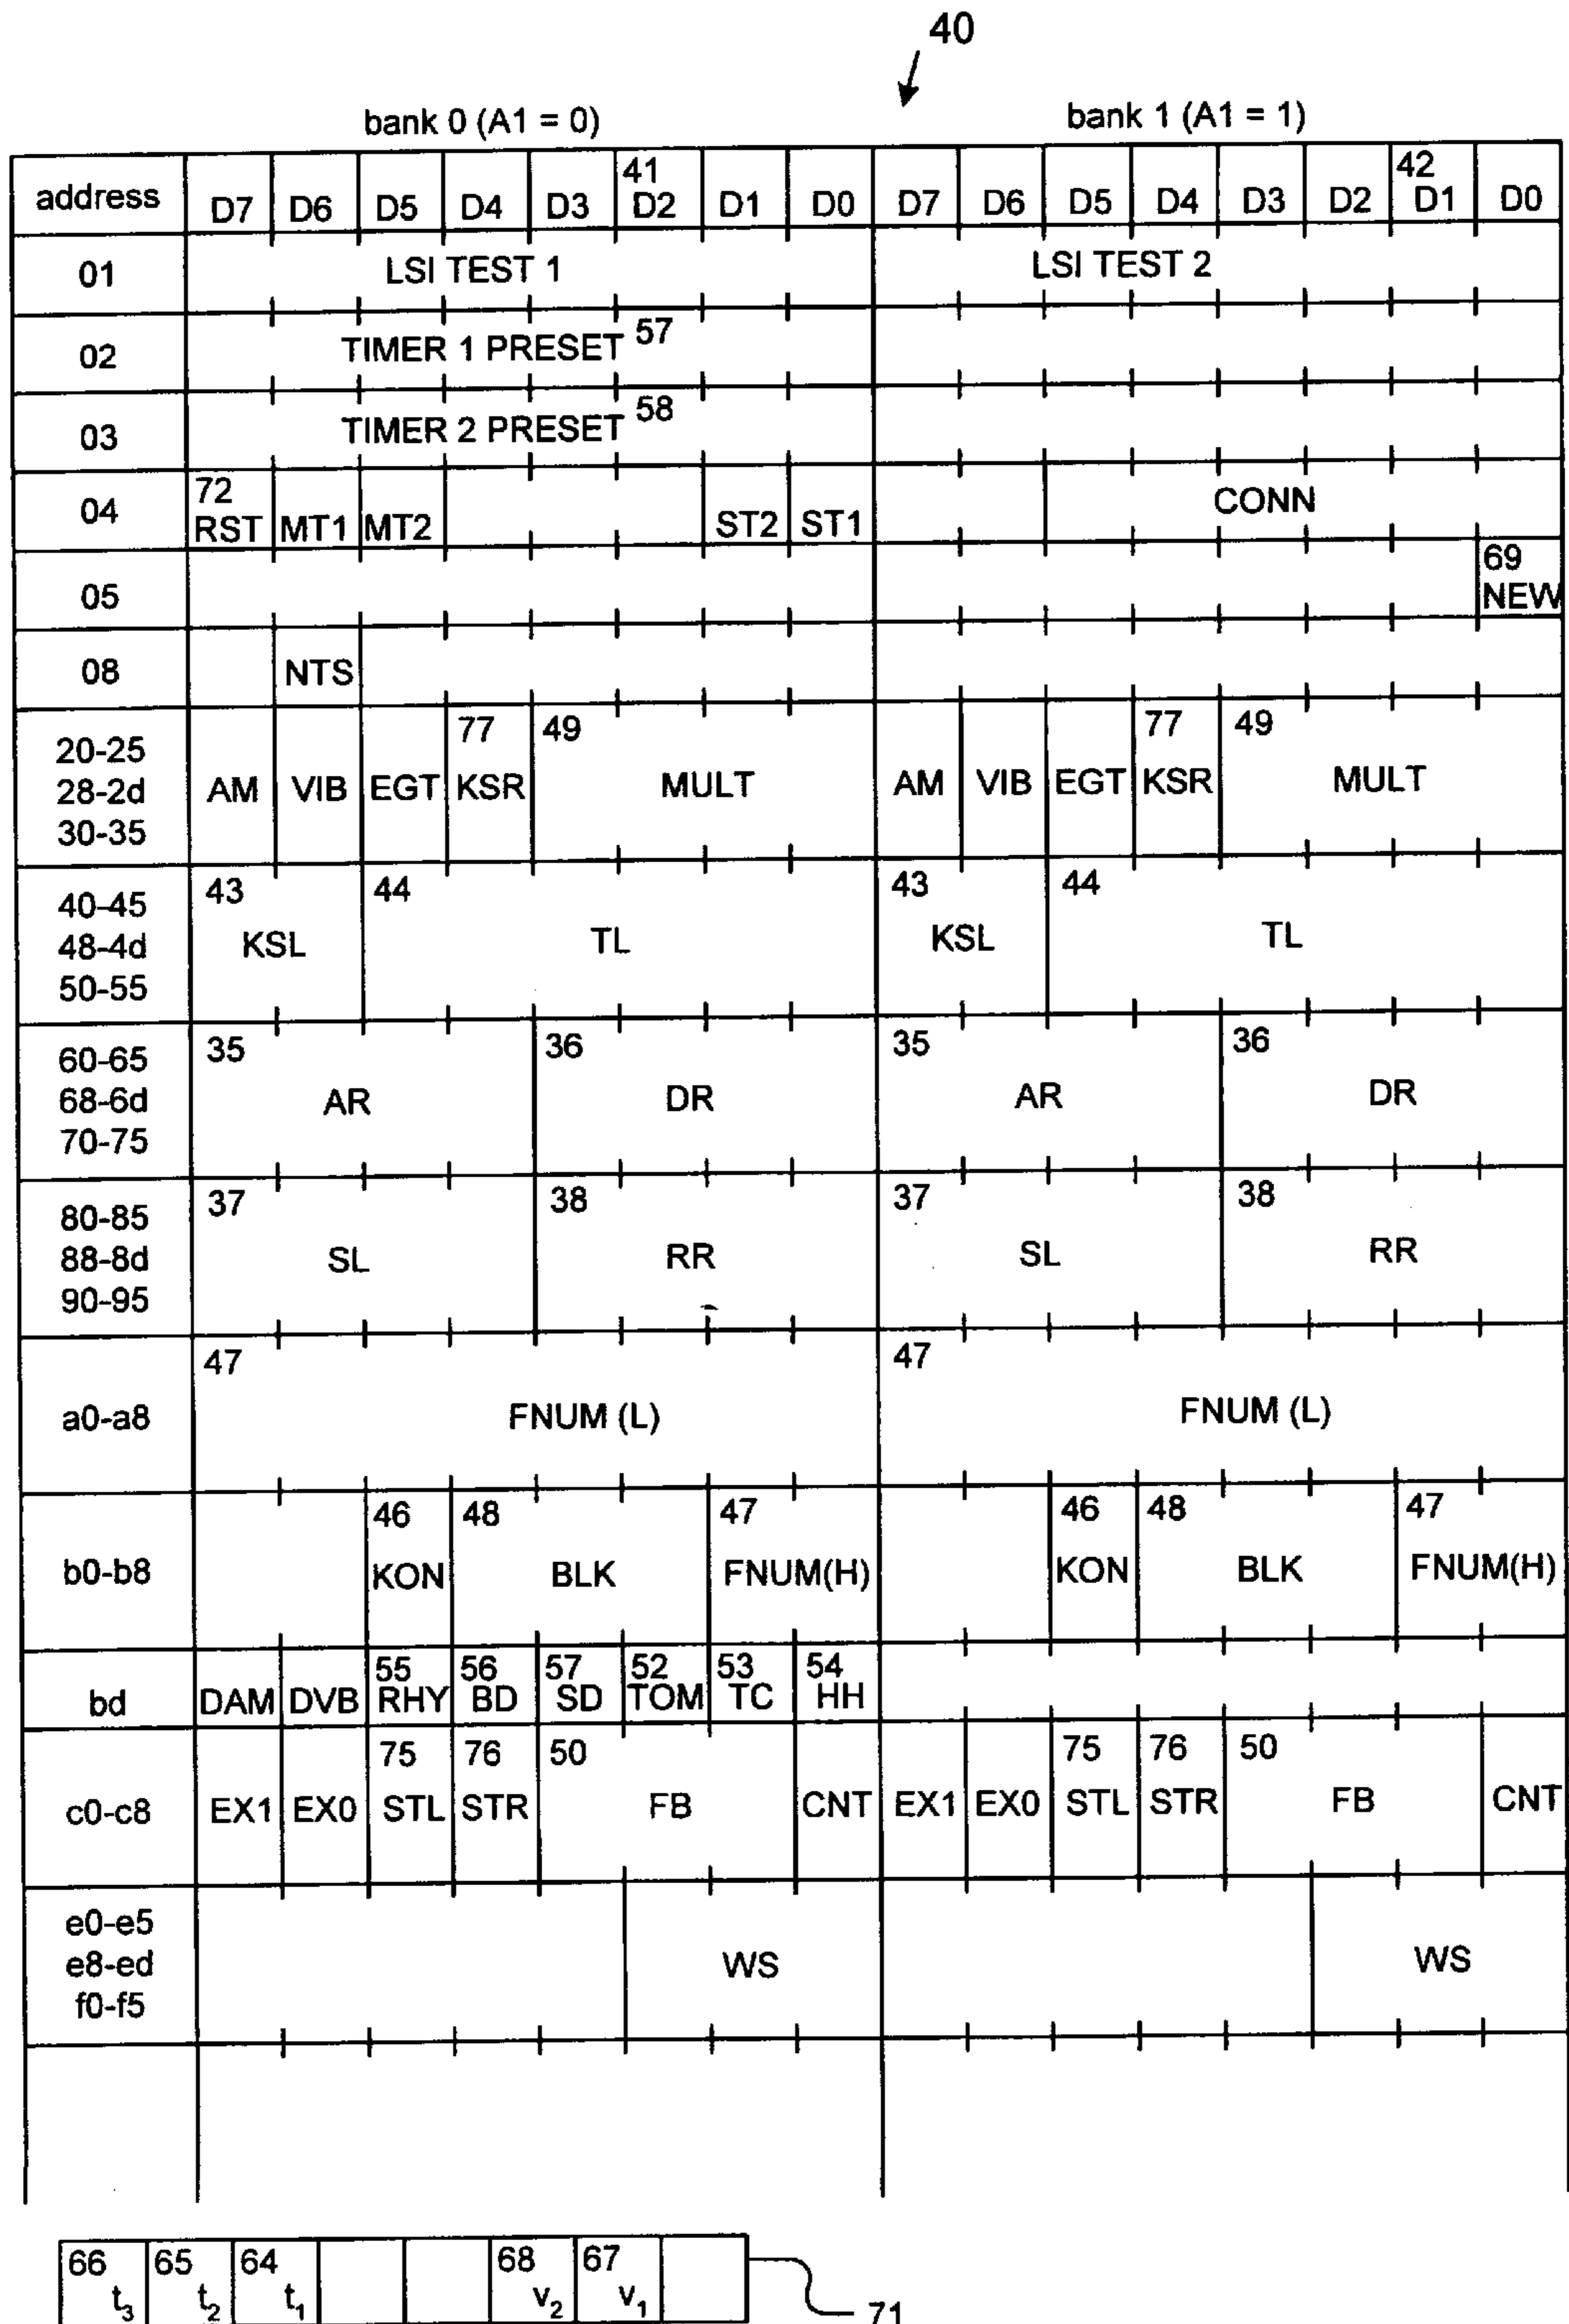 40
bank 0 (A1 = 0) bank 1 (A1 = 1)
41 42
address D7 D6 D5 D4 D3 D2 D1 D0 D7 D6 D5 D4 D3 D2 D1 D0
01 LSI TEST 1 LSI TEST 2
02 TIMER 1 PRESET 57
03 TIMER 2 PRESET 58
72
04 RST MT1 MT2 ST2 ST1 CONN
69
05 NEW
08 NTS
77 49 77 49
20-25
28-2d AM VIB EGT KSR MULT AM VIB EGT KSR MULT
30-35
43 44 43 44
40-45
48-4d KSL TL KSL TL
50-55
35 36 35 36
60-65
68-6d AR DR AR DR
70-75
37 38 37 38
80-85
88-8d SL RR SL RR
90-95
47 47
a0-a8 FNUM (L) FNUM (L)
46 48 47 46 48 47
b0-b8 KON BLK FNUM(H) KON BLK FNUM(H)
55 56 57 52 53 54
bd DAM DVB RHY BD SD TOM TC HH
75 76 50 75 76 50
c0-c8 EX1 EX0 STL STR FB CNT EX1 EX0 STL STR FB CNT
e0-e5
e8-ed WS WS
f0-f5
66 65 64 68 67
t3 t2 t1 v2 v1
71